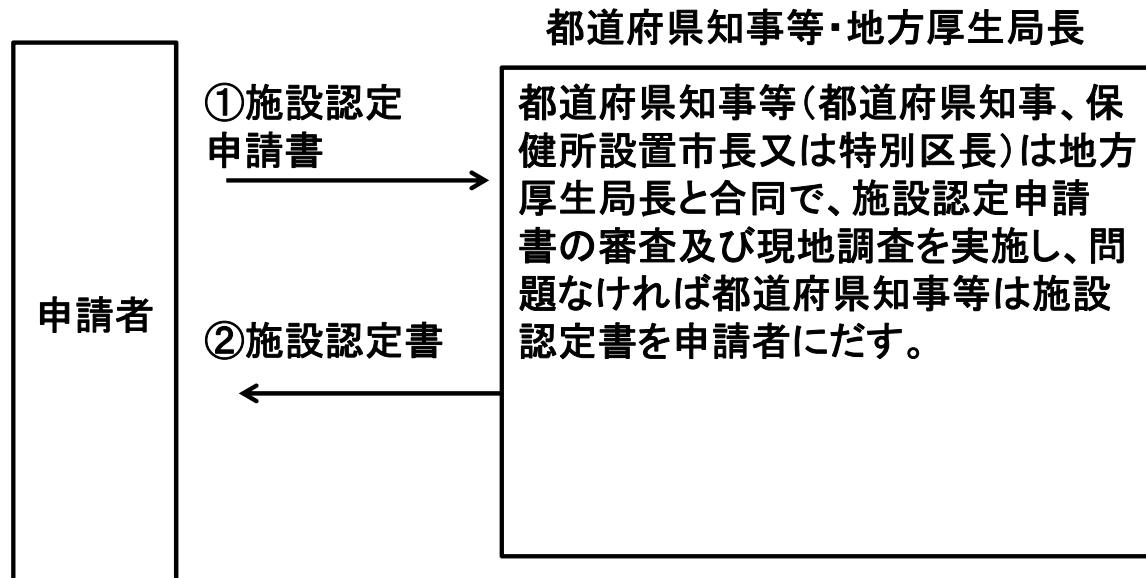 都道府県知事等・地方厚生局長
申請者
①施設認定
申請書
②施設認定書
都道府県知事等(都道府県知事、保
健所設置市長又は特別区長)は地方
厚生局長と合同で、施設認定申請
書の審査及び現地調査を実施し、問
題なければ都道府県知事等は施設
認定書を申請者にだす。